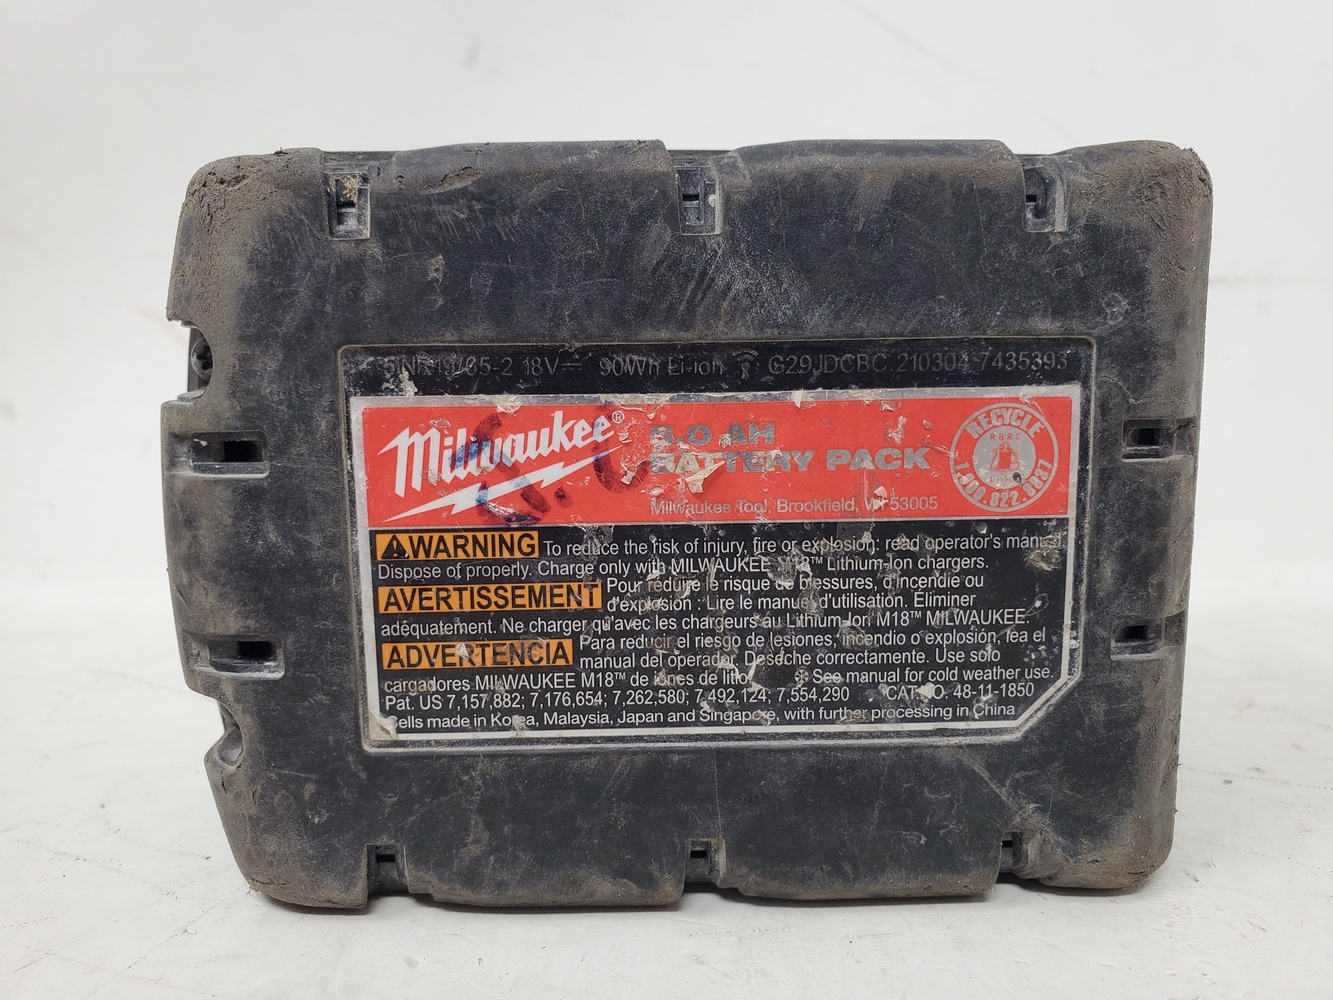 5INR19/65-2 18V⎓ 90Wh Li-ion G29JDCBC 210304 7435393
Milwaukee®
5.0 AH
BATTERY PACK
Milwaukee Tool, Brookfield, WI 53005
RECYCLE
RBRC
1.800.822.8837
S.C
WARNING To reduce the risk of injury, fire or explosion: read operator's manual.
Dispose of properly. Charge only with MILWAUKEE M18™ Lithium-Ion chargers.
AVERTISSEMENT Pour réduire le risque de blessures, d'incendie ou
d'explosion : Lire le manuel d'utilisation. Éliminer
adéquatement. Ne charger qu'avec les chargeurs au Lithium-Ion M18™ MILWAUKEE.
ADVERTENCIA Para reducir el riesgo de lesiones, incendio o explosión, lea el
manual del operador. Deseche correctamente. Use solo
cargadores MILWAUKEE M18™ de iones de litio. See manual for cold weather use.
Pat. US 7,157,882; 7,176,654; 7,262,580; 7,492,124; 7,554,290 CAT.NO. 48-11-1850
Cells made in Korea, Malaysia, Japan and Singapore, with further processing in China